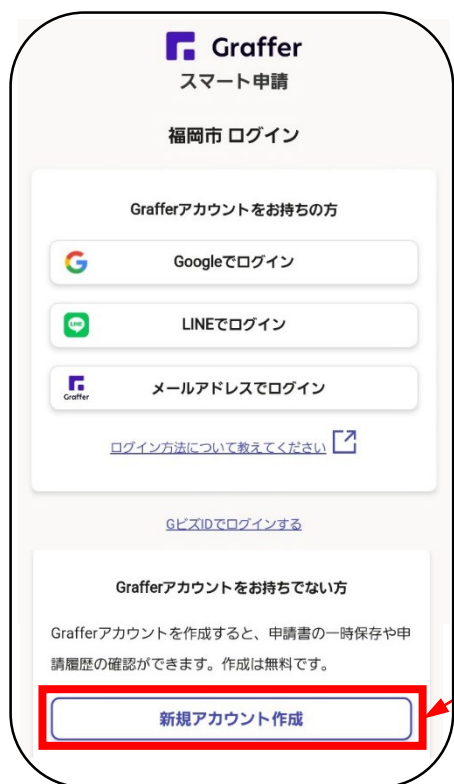 Graffer
スマート申請
福岡市 ログイン
Grafferアカウントをお持ちの方
Googleでログイン
LINE
LINEでログイン
Graffer
メールアドレスでログイン
ログイン方法について教えてください
GビズIDでログインする
Grafferアカウントをお持ちでない方
Grafferアカウントを作成すると、申請書の一時保存や申
請履歴の確認ができます。作成は無料です。
新規アカウント作成